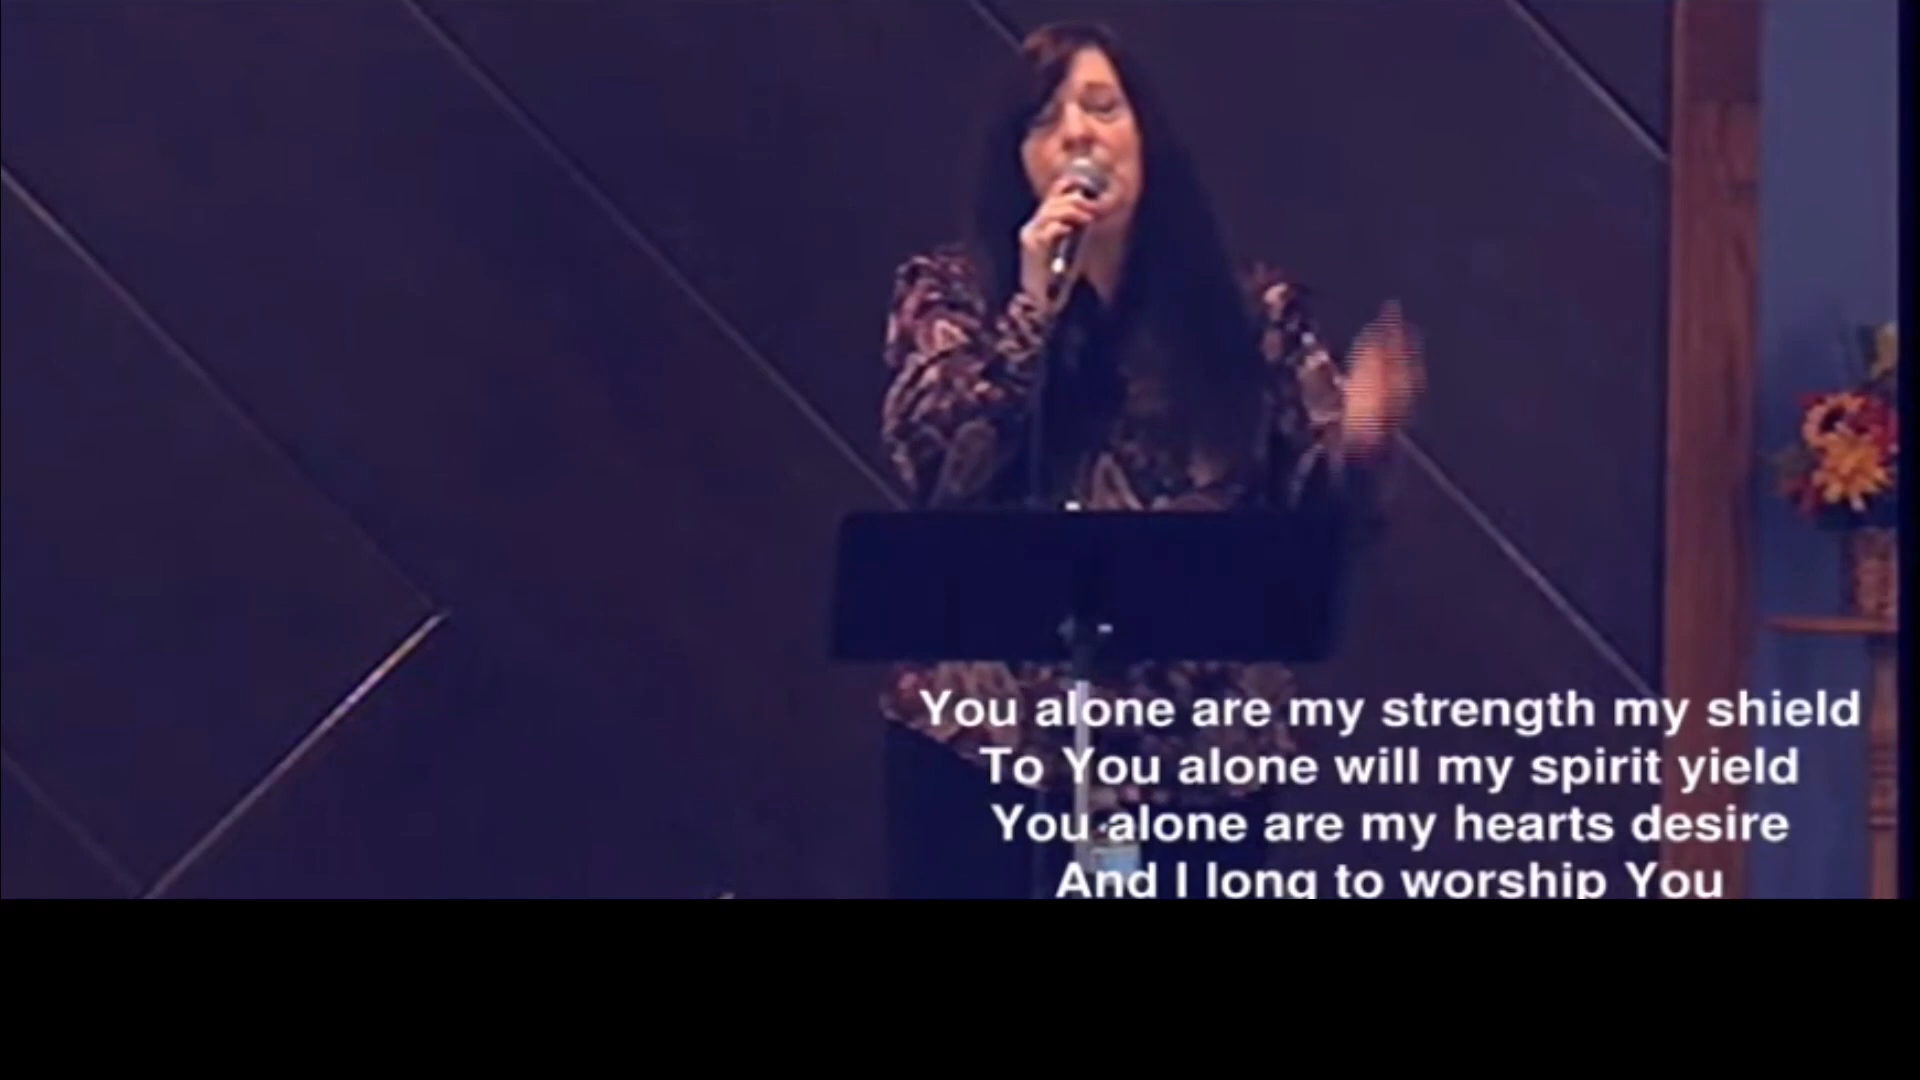 You alone are my strength my shield
To You alone will my spirit yield
You alone are my hearts desire
And I long to worship You